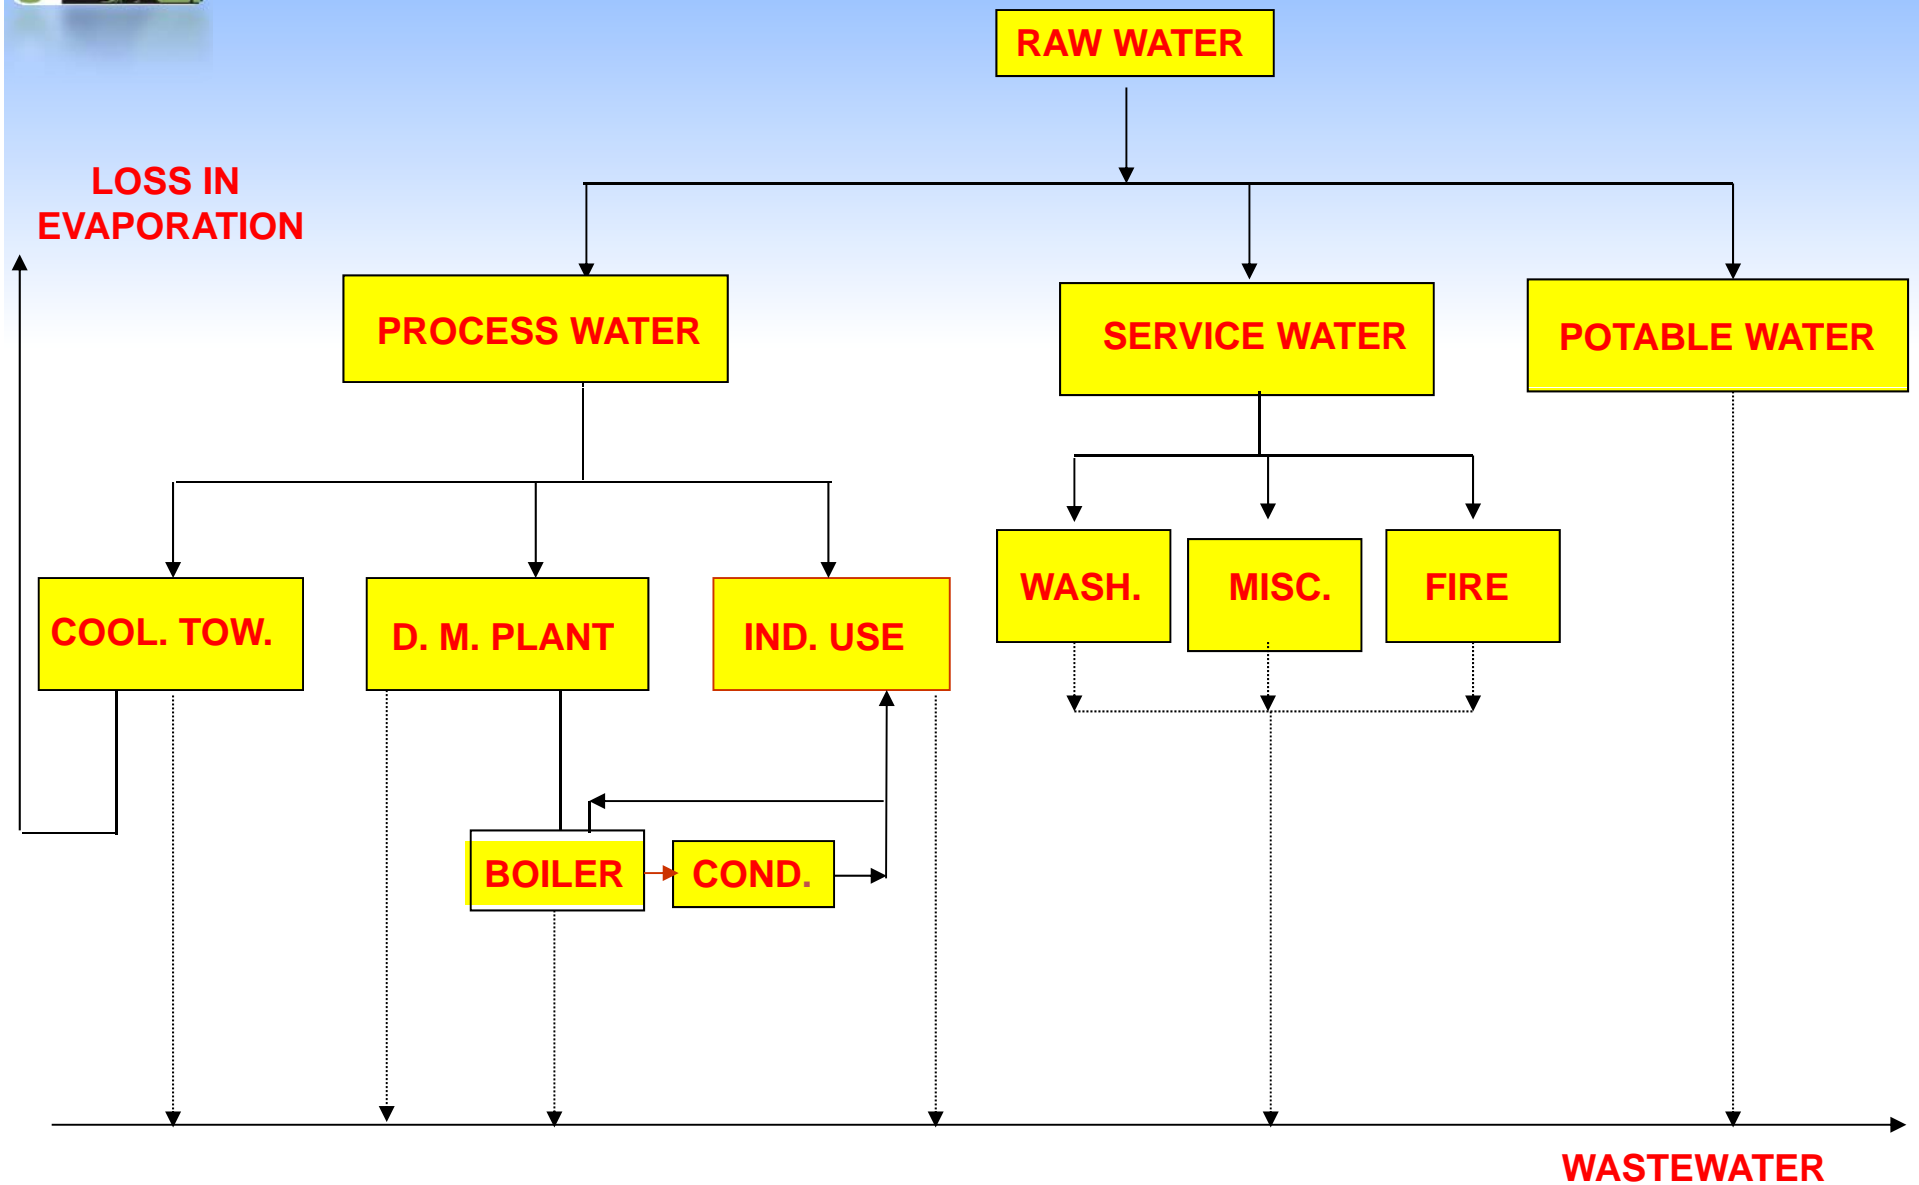 RAW WATER
LOSS IN
EVAPORATION
PROCESS WATER
SERVICE WATER
POTABLE WATER
COOL. TOW.
D. M. PLANT
IND. USE
WASH.
MISC.
FIRE
BOILER
COND.
WASTEWATER